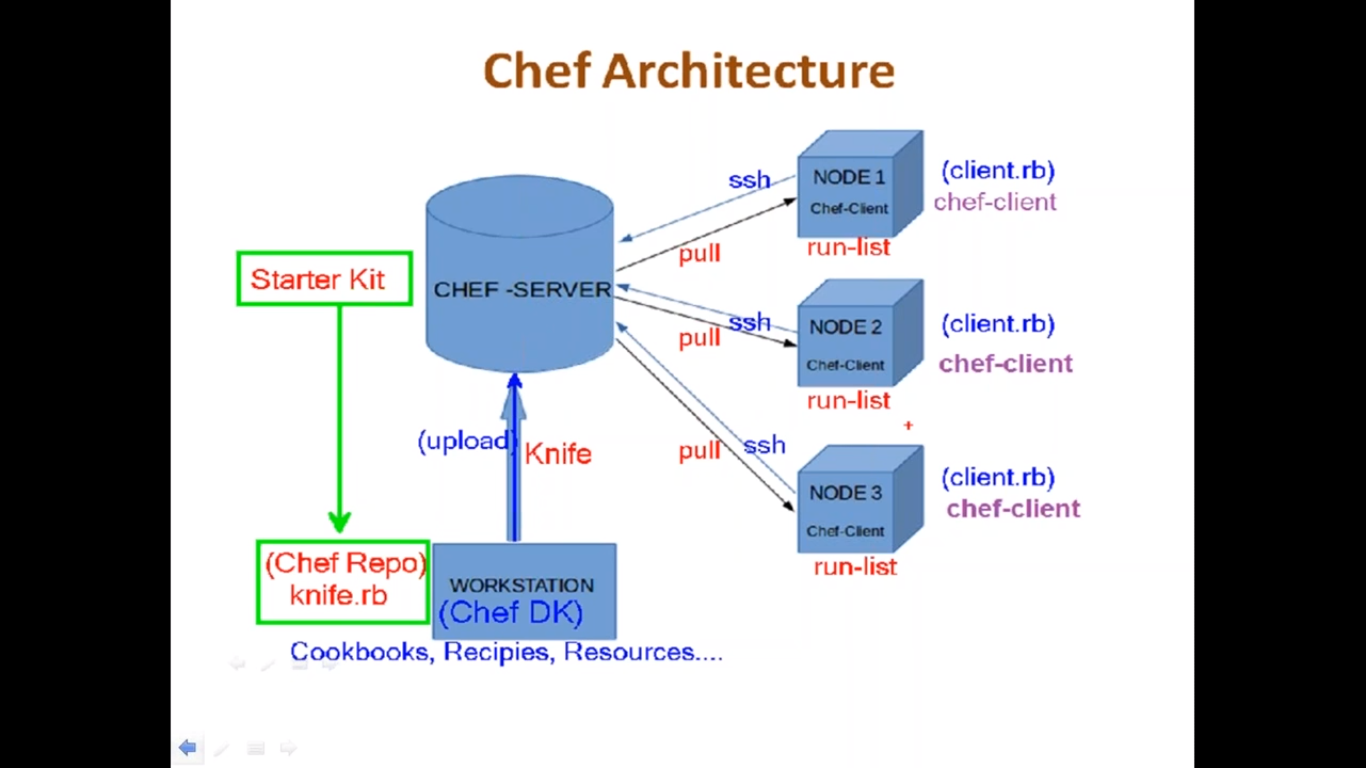 Chef Architecture
NODE 1
Chef-Client
run-list
(client.rb)
chef-client
ssh
pull
Starter Kit
CHEF -SERVER
NODE 2
Chef-Client
run-list
(client.rb)
chef-client
ssh
pull
(upload)
Knife
NODE 3
Chef-Client
run-list
(client.rb)
chef-client
pull
ssh
(Chef Repo)
knife.rb
WORKSTATION
(Chef DK)
Cookbooks, Recipies, Resources....